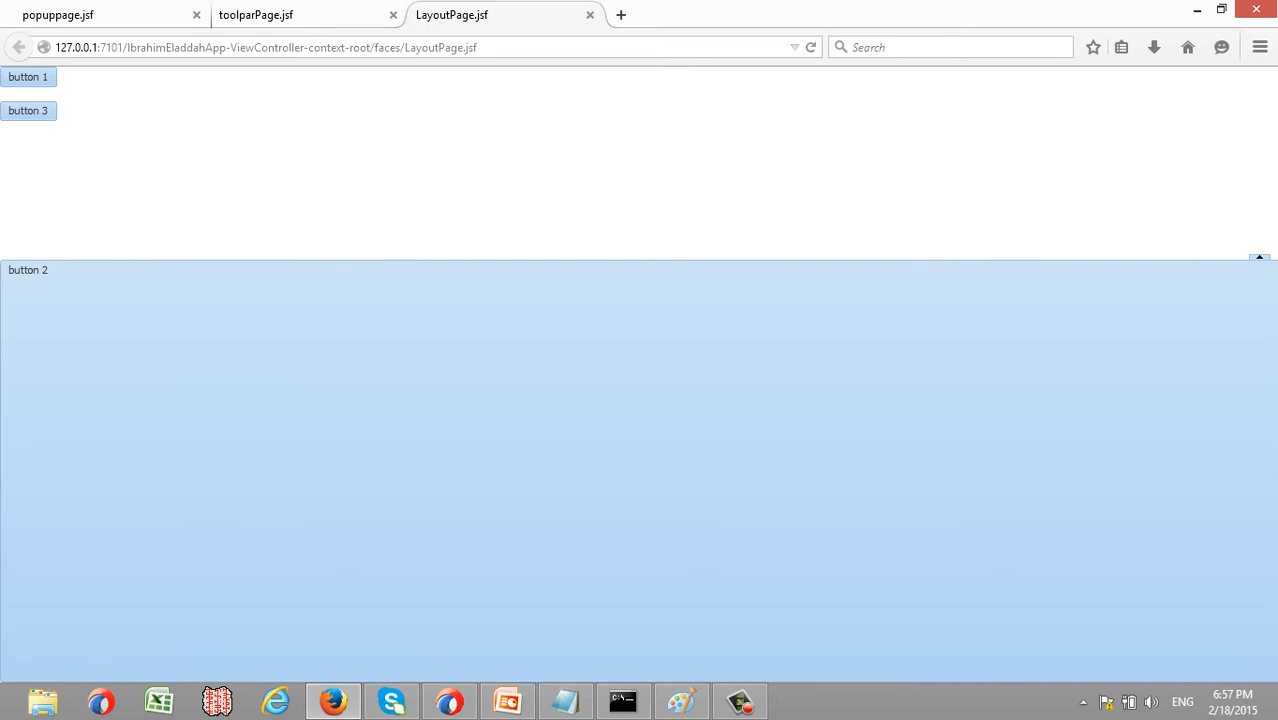 popuppage.jsf
toolparPage.jsf
LayoutPage.jsf
127.0.0.1:7101/IbrahimEladdahApp-ViewController-context-root/faces/LayoutPage.jsf
Search
button 1
button 3
button 2
ENG
6:57 PM
2/18/2015